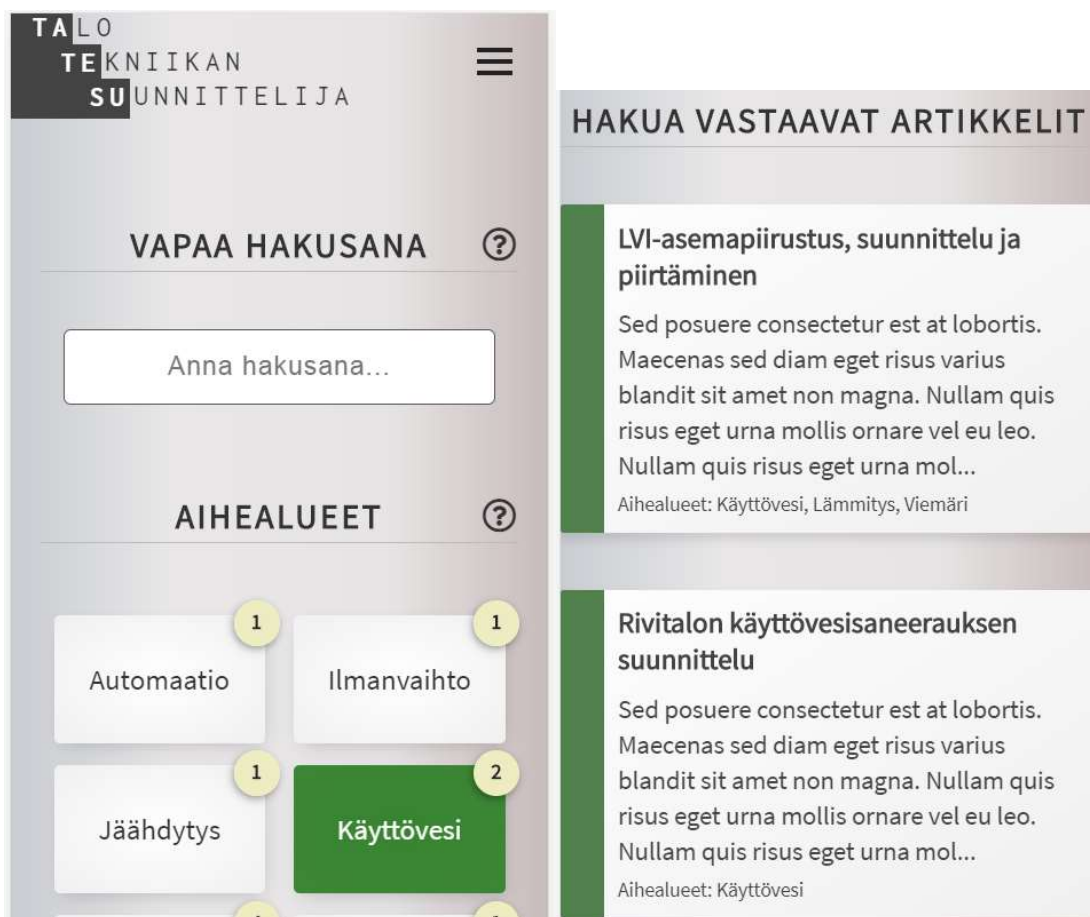 TALO
TEKNIIKAN
SUUNNITTELIJA
VAPAA HAKUSANA
Anna hakusana...
AIHEALUEET
1
1
Automaatio
Ilmanvaihto
1
2
Jäähdytys
Käyttövesi
HAKUA VASTAAVAT ARTIKKELIT
LVI-asemapiirustus, suunnittelu ja
piirtäminen
Sed posuere consectetur est at lobortis.
Maecenas sed diam eget risus varius
blandit sit amet non magna. Nullam quis
risus eget urna mollis ornare vel eu leo.
Nullam quis risus eget urna mol...
Aihealueet: Käyttövesi, Lämmitys, Viemäri
Rivitalon käyttövesisaneerauksen
suunnittelu
Sed posuere consectetur est at lobortis.
Maecenas sed diam eget risus varius
blandit sit amet non magna. Nullam quis
risus eget urna mollis ornare vel eu leo.
Nullam quis risus eget urna mol...
Aihealueet: Käyttövesi